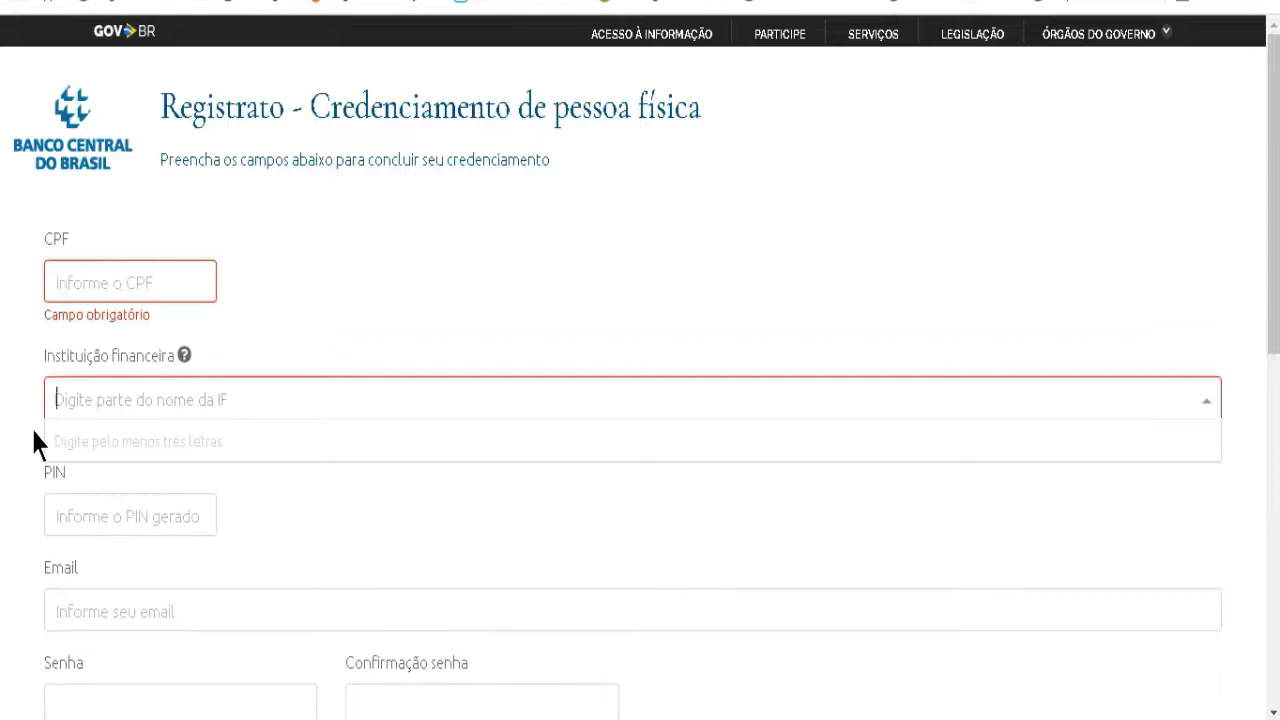 GOV BR
ACESSO À INFORMAÇÃO PARTICIPE SERVIÇOS LEGISLAÇÃO ÓRGÃOS DO GOVERNO
BANCO CENTRAL
DO BRASIL
Registrato - Credenciamento de pessoa física
Preencha os campos abaixo para concluir seu credenciamento
CPF
Informe o CPF
Campo obrigatório
Instituição financeira ?
Digite parte do nome da IF
Digite pelo menos três letras
PIN
Informe o PIN gerado
Email
Informe seu email
Senha Confirmação senha